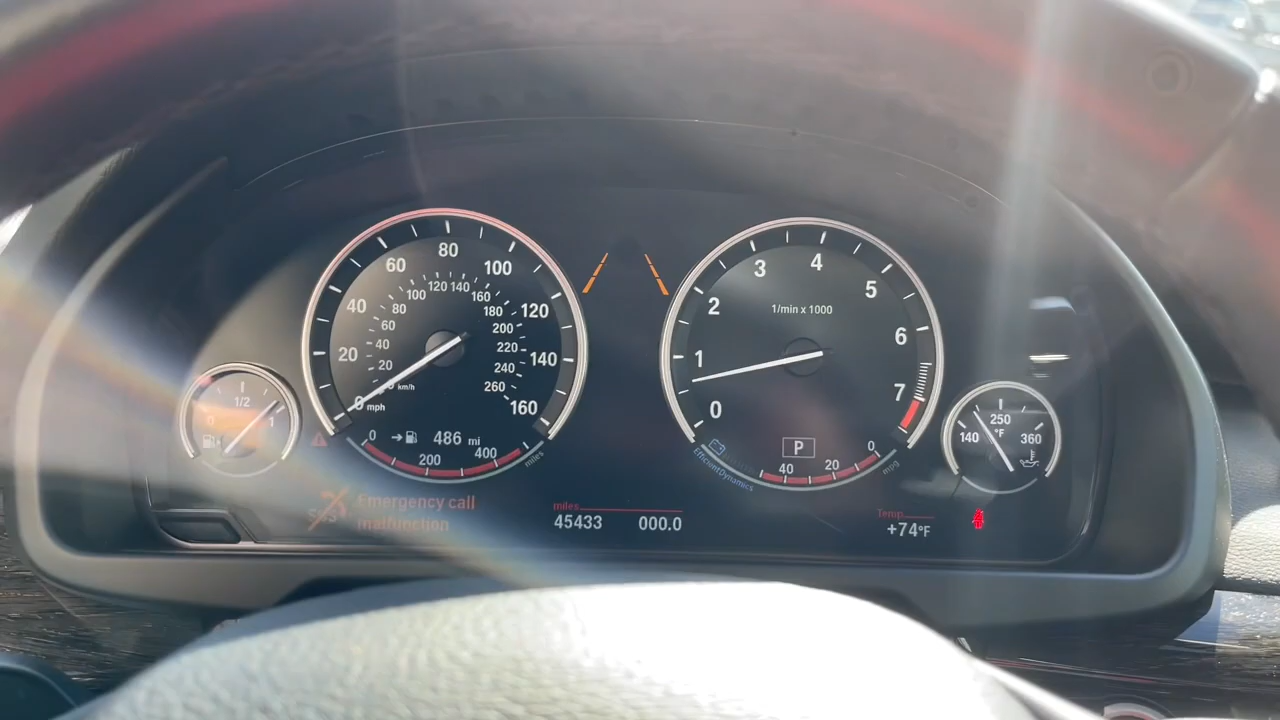 80
60
100
40
120
20
140
0
mph
160
120
140
100
160
80
180
60
200
40
220
20
240
km/h
260
1/2
0
1
0
486 mi
200
400
miles
SOS
Emergency call
malfunction
miles
45433 000.0
4
3
5
2
1/min x 1000
6
1
7
0
P
0
40
20
mpg
EfficientDynamics
Temp.
+74°F
250
°F
140
360